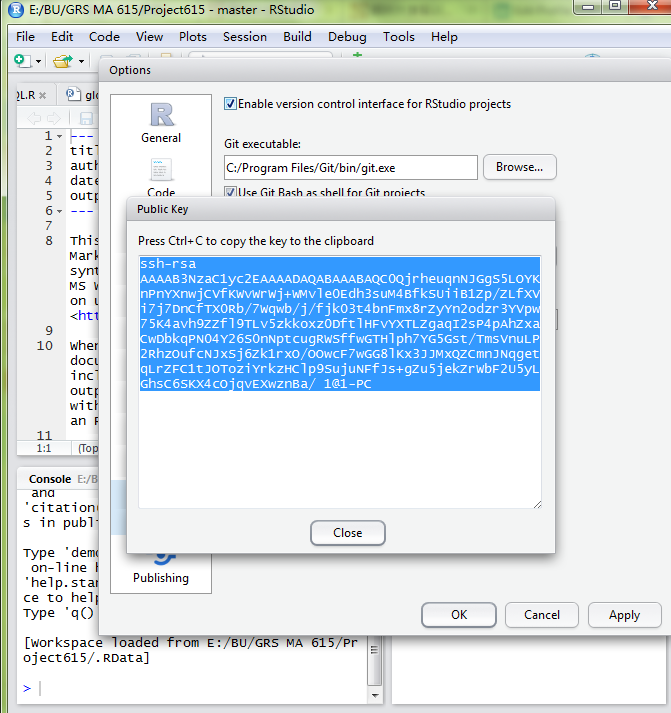 E:/BU/GRS MA 615/Project615 - master - RStudio
File Edit Code View Plots Session Build Debug Tools Help
Options
QL.R
1 ---
2 titl
3 auth
4 date
5 outp
6 ---
7
8 This
Mark
synt
MS W
on u
<htt
9
10 When
docu
incl
outp
with
an R
11
1:1 (Top
General
Code
Publishing
Enable version control interface for RStudio projects
Git executable:
C:/Program Files/Git/bin/git.exe
Browse...
Use Git Bash as shell for Git projects
Public Key
Press Ctrl+C to copy the key to the clipboard
ssh-rsa
AAAAB3NzaC1yc2EAAAADAQABAAABAQC0QjrheuqnNJGgS5LOYK
nPnYXnwjCVfKWvWrWj+WMvle0Edh3suM4BfkSUiiB1Zp/ZLfXV
i7j7DnCfTX0Rb/7Wqwb/j/fjk03t4bnFmx8rZyYn2odzr3YVpw
75K4avh9ZZfl9TLv5zkkoxzODftlHFvYXTLZgaqI2sP4pAhZxa
CwDbkqPN04Y26S0nNptcugRWSffwGTHlph7YG5Gst/TmsVnuLP
2RhzOufcNJxSj6Zk1rxO/OOwcF7wGG8lKx3JJMxQZCmnJNqget
qLrZFC1tJOToziYrkzHClp9SujuNFfJs+gZu5jekZrWbF2U5yL
GhsC6SKX4cOjqvEXwznBa/ 1@1-PC
Close
OK Cancel Apply
Console E:/B
and
'citation(
s in publi
Type 'demo
on-line h
'help.star
ce to help
Type 'q()
[Workspace loaded from E:/BU/GRS MA 615/Pr
oject615/.RData]
>